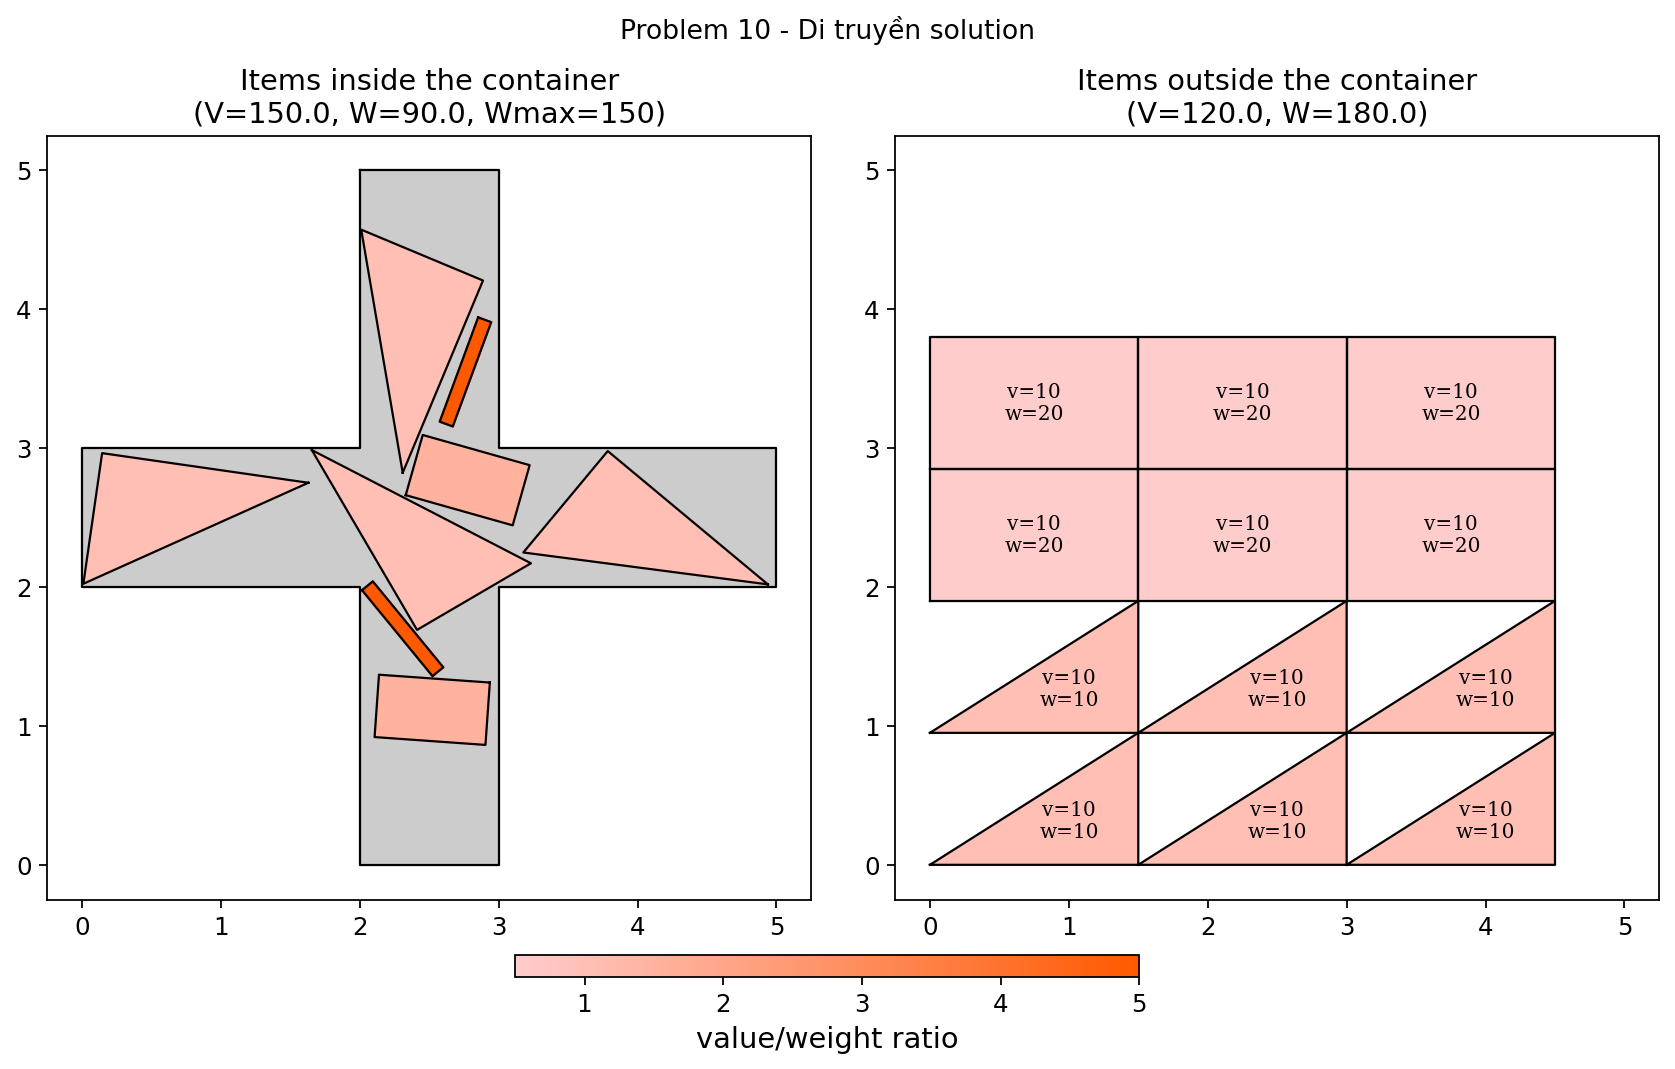 Problem 10 - Di truyền solution
Items inside the container
(V=150.0, W=90.0, Wmax=150)
5
4
3
2
1
0
0 1 2 3 4 5
Items outside the container
(V=120.0, W=180.0)
5
4
3
2
1
0
v=10 v=10 v=10
w=20 w=20 w=20
v=10 v=10 v=10
w=20 w=20 w=20
v=10 v=10 v=10
w=10 w=10 w=10
v=10 v=10 v=10
w=10 w=10 w=10
0 1 2 3 4 5
1 2 3 4 5
value/weight ratio